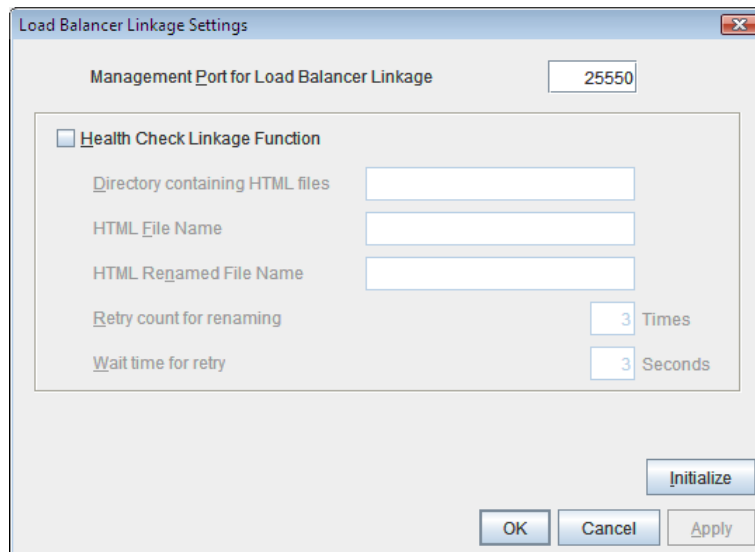 Load Balancer Linkage Settings
Management Port for Load Balancer Linkage 25550
Health Check Linkage Function
Directory containing HTML files
HTML File Name
HTML Renamed File Name
Retry count for renaming 3 Times
Wait time for retry 3 Seconds
Initialize
OK Cancel Apply